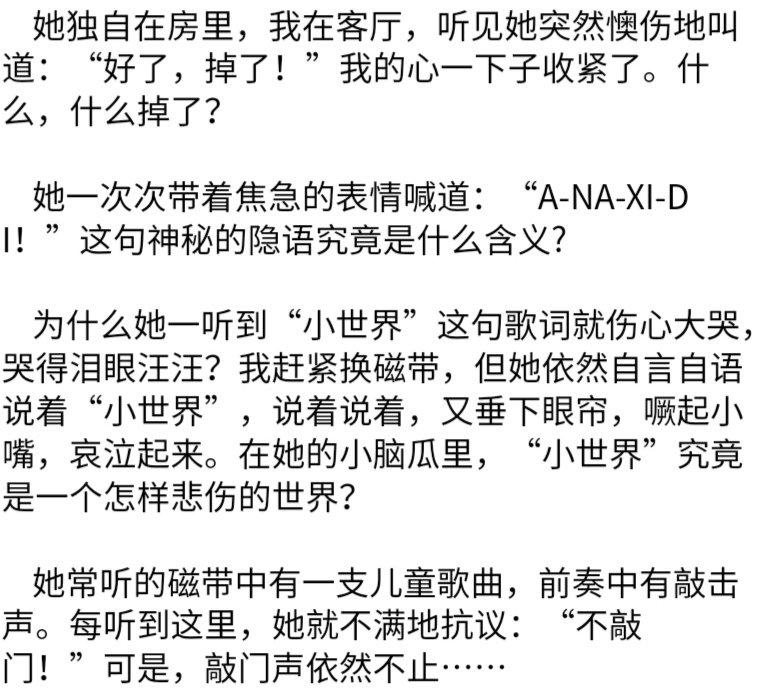 她独自在房里，我在客厅，听见她突然懊伤地叫
道：“好了，掉了！”我的心一下子收紧了。什
么，什么掉了？
她一次次带着焦急的表情喊道：“A-NA-XI-D
I！”这句神秘的隐语究竟是什么含义？
为什么她一听到“小世界”这句歌词就伤心大哭，
哭得泪眼汪汪？我赶紧换磁带，但她依然自言自语
说着“小世界”，说着说着，又垂下眼帘，噘起小
嘴，哀泣起来。在她的小脑瓜里，“小世界”究竟
是一个怎样悲伤的世界？
她常听的磁带中有一支儿童歌曲，前奏中有敲击
声。每听到这里，她就不满地抗议：“不敲
门！”可是，敲门声依然不止……